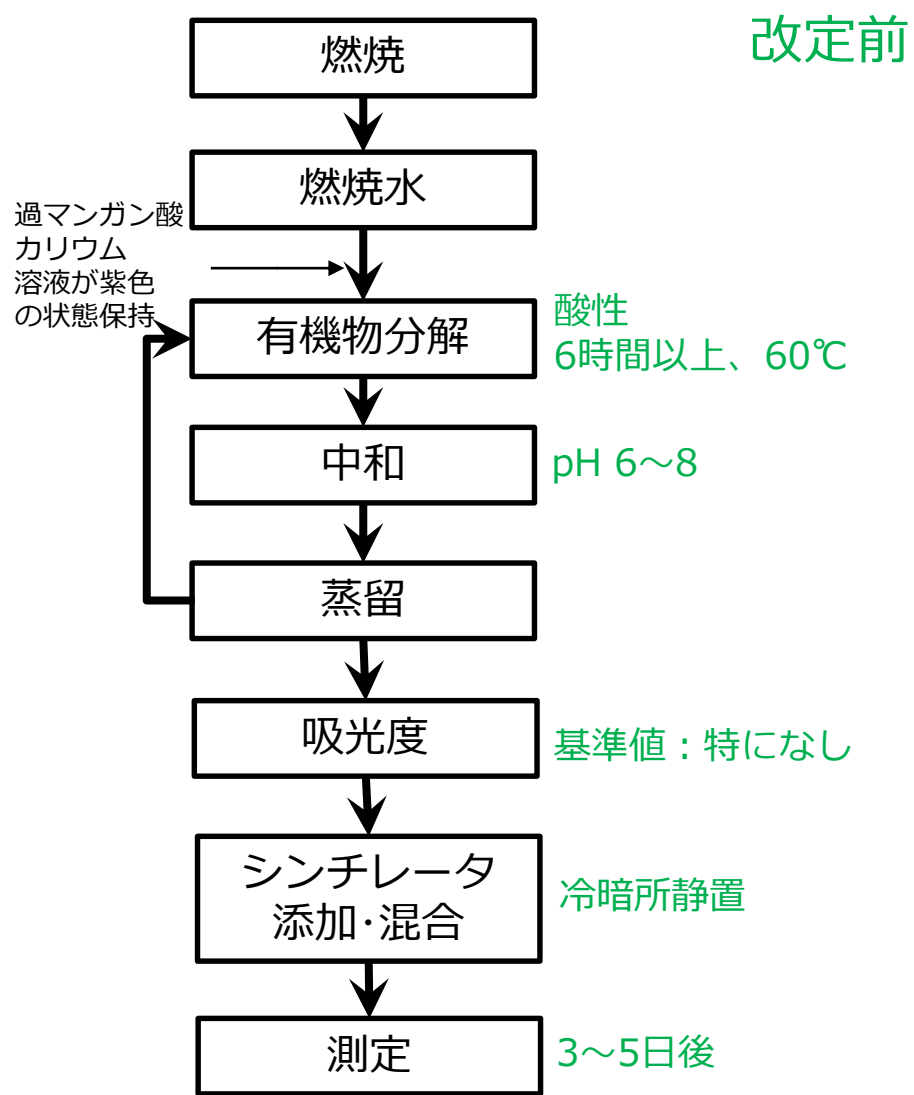 改定前
燃焼
燃焼水
過マンガン酸
カリウム
溶液が紫色
の状態保持
有機物分解
酸性
6時間以上、60℃
中和
pH 6～8
蒸留
吸光度
基準値：特になし
シンチレータ
添加･混合
冷暗所静置
測定
3～5日後